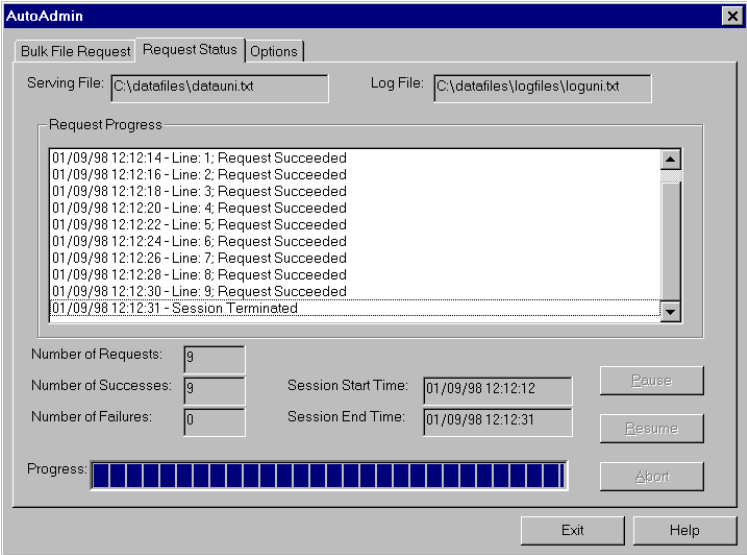 AutoAdmin
Bulk File Request Request Status Options
Serving File: C:\datafiles\datauni.txt Log File: C:\datafiles\logfiles\loguni.txt
Request Progress
01/09/98 12:12:14 - Line: 1; Request Succeeded
01/09/98 12:12:16 - Line: 2; Request Succeeded
01/09/98 12:12:18 - Line: 3; Request Succeeded
01/09/98 12:12:20 - Line: 4; Request Succeeded
01/09/98 12:12:22 - Line: 5; Request Succeeded
01/09/98 12:12:24 - Line: 6; Request Succeeded
01/09/98 12:12:26 - Line: 7; Request Succeeded
01/09/98 12:12:28 - Line: 8; Request Succeeded
01/09/98 12:12:30 - Line: 9; Request Succeeded
01/09/98 12:12:31 - Session Terminated
Number of Requests: 9
Number of Successes: 9 Session Start Time: 01/09/98 12:12:12 Pause
Number of Failures: 0 Session End Time: 01/09/98 12:12:31 Resume
Progress: Abort
Exit Help